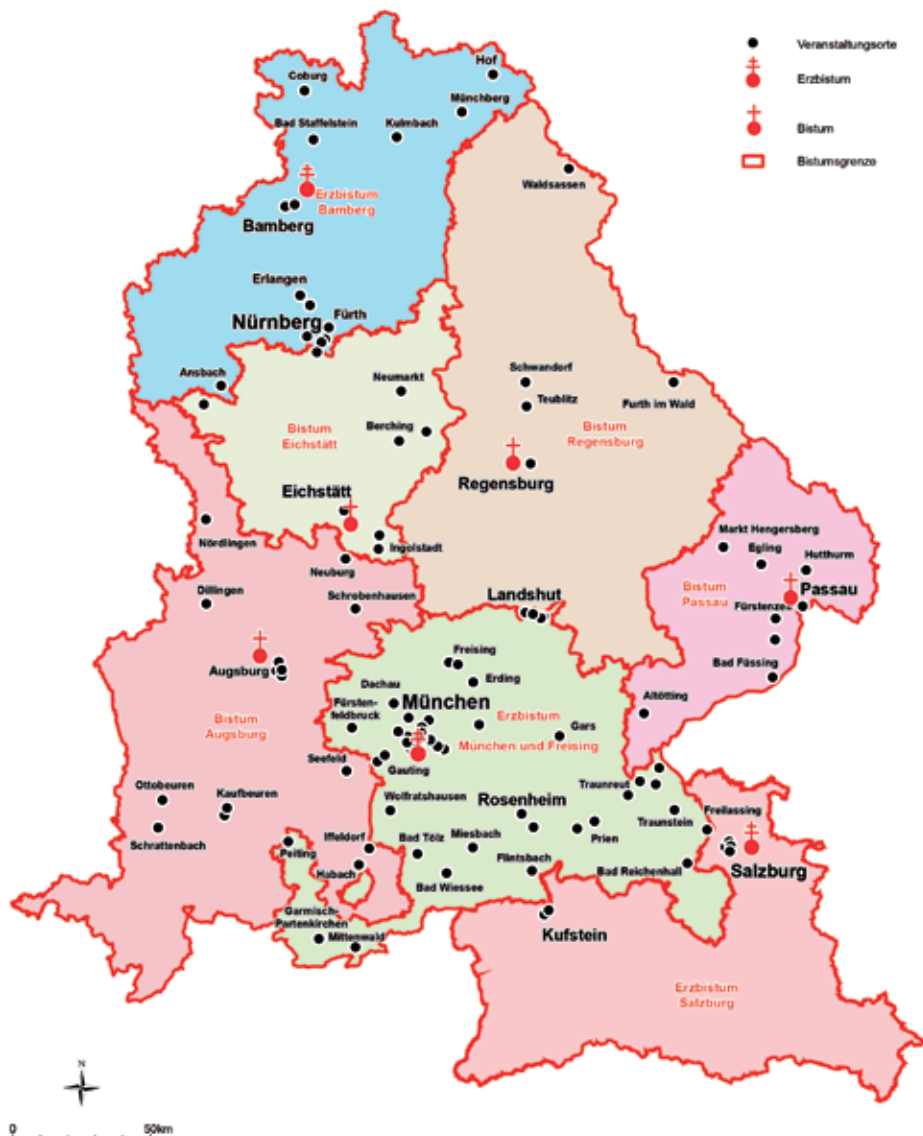 Veranstaltungsorte
Erzbistum
Bistum
Bistumsgrenze
Hof
Coburg
Münchberg
Bad Staffelstein
Kulmbach
Waldsassen
Erzbistum
Bamberg
Bamberg
Erlangen
Fürth
Nürnberg
Ansbach
Neumarkt
Schwandorf
Furth im Wald
Teublitz
Berching
Bistum
Eichstätt
Bistum
Regensburg
Regensburg
Eichstätt
Nördlingen
Ingolstadt
Markt Hengersberg
Egling
Hutthurm
Neuburg
Bistum
Passau
Passau
Dillingen
Schrobenhausen
Landshut
Fürstenzell
Augsburg
Freising
Bad Füssing
Erding
Dachau
Altötting
München
Fürsten-
feldbruck
Erzbistum
München und Freising
Gars
Bistum
Augsburg
Seefeld
Gauting
Traunreut
Ottobeuren
Kaufbeuren
Wolfratshausen
Rosenheim
Freilassing
Schrattenbach
Iffeldorf
Bad Tölz
Miesbach
Prien
Traunstein
Peiting
Habach
Flintsbach
Bad Reichenhall
Salzburg
Bad Wiessee
Garmisch-
Partenkirchen
Mittenwald
Kufstein
Erzbistum
Salzburg
N
0
50km